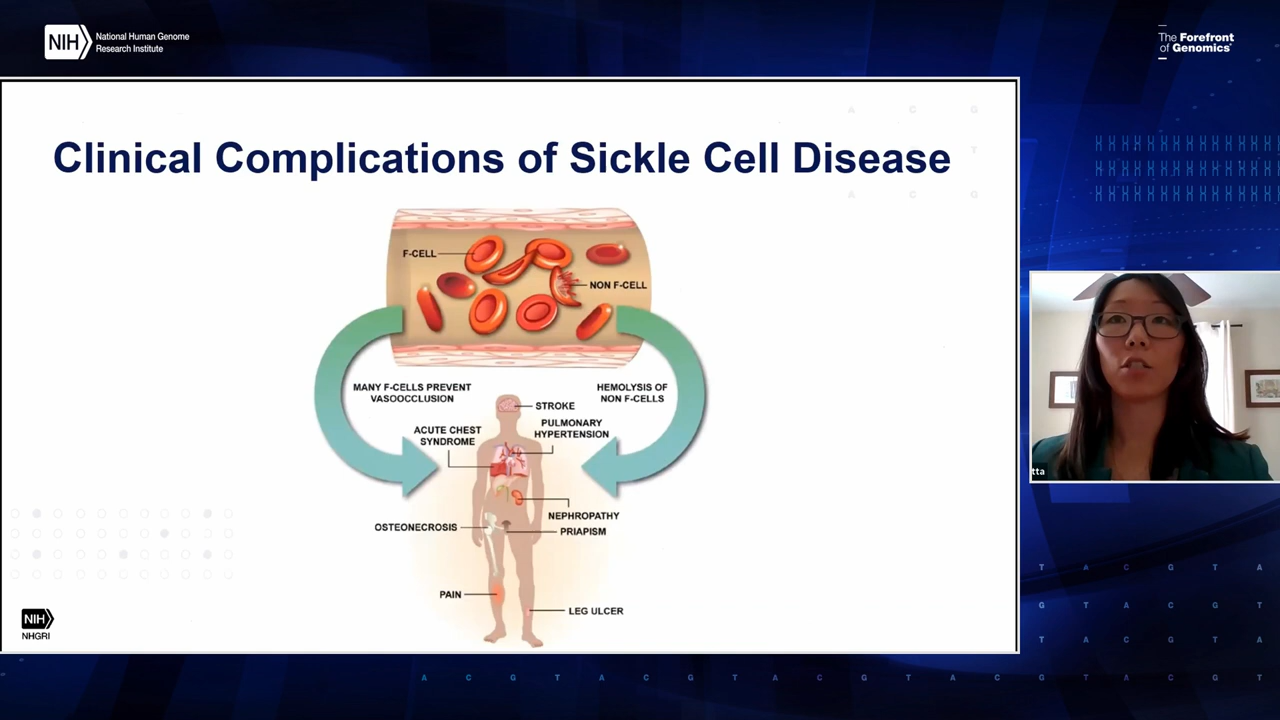 NIH
National Human Genome
Research Institute
The Forefront
of Genomics
A C G
Clinical Complications of Sickle Cell Disease
T
A C G
F-CELL
NON F-CELL
MANY F-CELLS PREVENT
VASOOCCLUSION
HEMOLYSIS OF
NON F-CELLS
STROKE
ACUTE CHEST
SYNDROME
PULMONARY
HYPERTENSION
NEPHROPATHY
OSTEONECROSIS
PRIAPISM
PAIN
LEG ULCER
NIH
NHGRI
tta
T A C G T A
G T A C G T
T A C G T A
A C G T A C G T A C G T A C G T A C G T